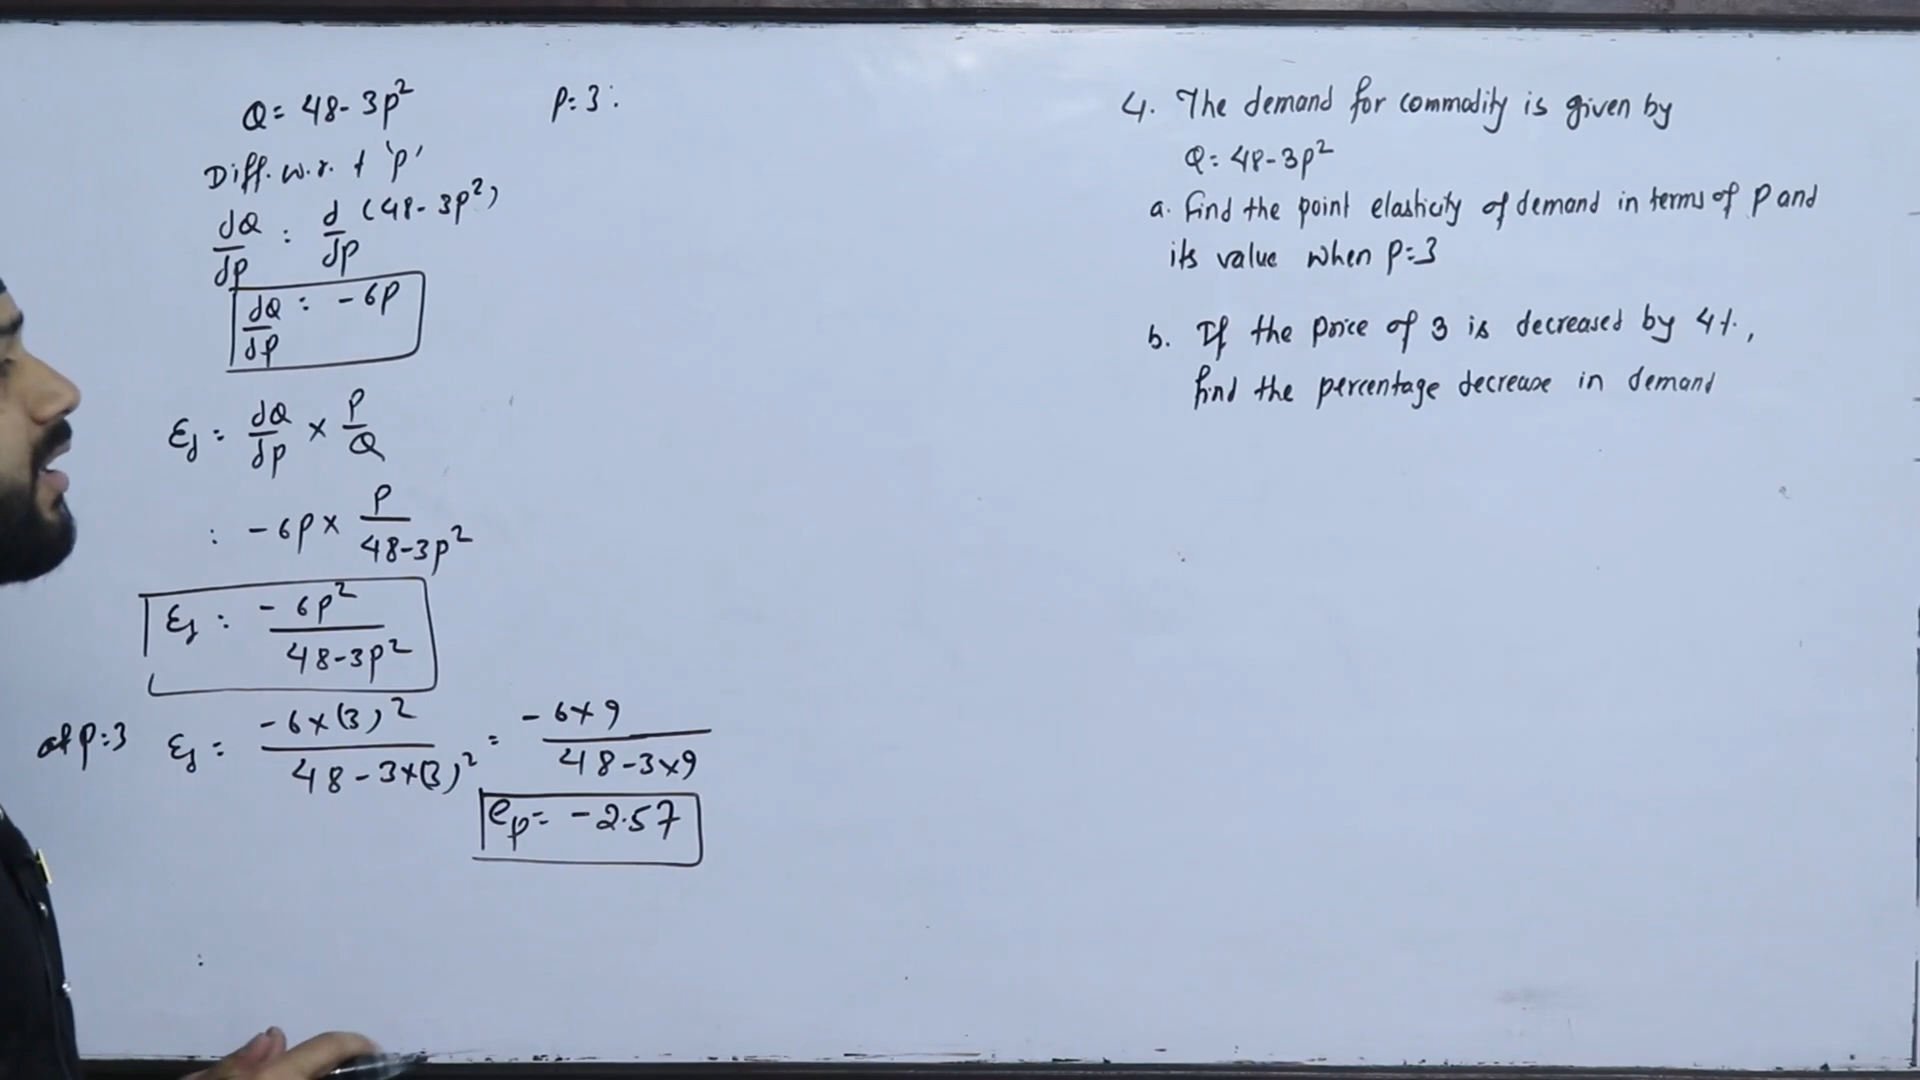 Q = 48 - 3p² P = 3 :
Diff. w.r. t 'p'
dQ/dp : d/dp (48 - 3p²)
dQ/dp : - 6p
Ed = dQ/dp × P/Q
: - 6p × P/48-3p²
Ed : - 6p²/48-3p²
at p=3 Ed = -6×(3)²/48-3×(3)² = -6×9/48-3×9
ep = -2.57
4. The demand for commodity is given by
Q = 48-3p²
a. Find the point elasticity of demand in terms of P and
its value when P=3
b. If the price of 3 is decreased by 4%,
find the percentage decrease in demand